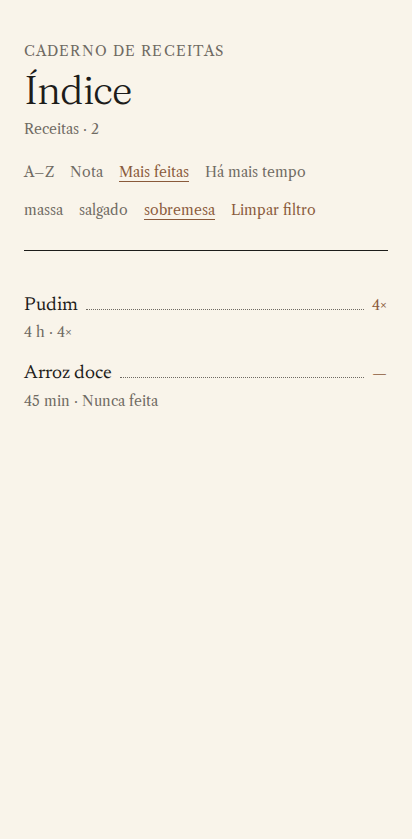 CADERNO DE RECEITAS
Índice
Receitas · 2
A–Z Nota Mais feitas Há mais tempo
massa salgado sobremesa Limpar filtro
Pudim 4×
4 h · 4×
Arroz doce —
45 min · Nunca feita